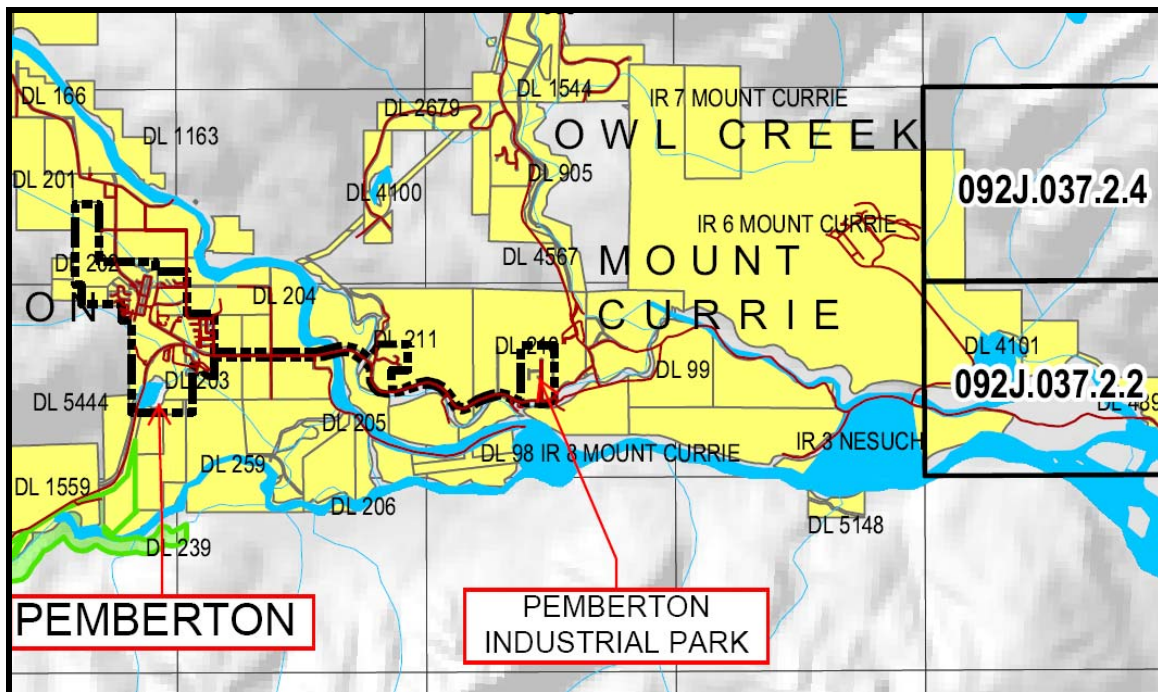 DL 166
DL 1163
DL 2679
DL 1544
IR 7 MOUNT CURRIE
OWL CREEK
DL 201
DL 4100
DL 905
092J.037.2.4
IR 6 MOUNT CURRIE
DL 4567
MOUNT
CURRIE
DL 204
ON
DL 211
DL 99
DL 4101
092J.037.2.2
DL 203
DL 5444
DL 205
IR 3 NESUCH
DL 98 IR 8 MOUNT CURRIE
DL 259
DL 1559
DL 206
DL 5148
DL 239
PEMBERTON
PEMBERTON
INDUSTRIAL PARK